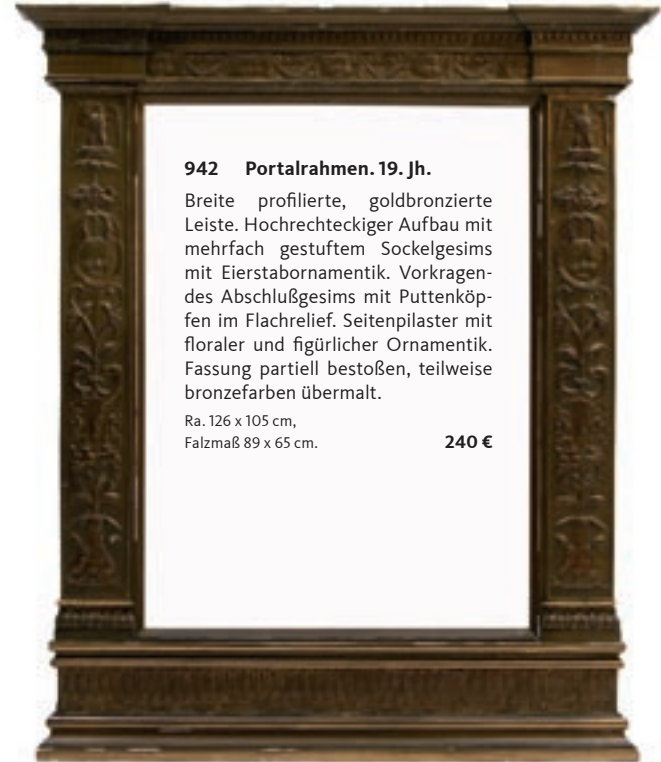 942 Portalrahmen. 19. Jh.
Breite profilierte, goldbronzierte
Leiste. Hochrechteckiger Aufbau mit
mehrfach gestuftem Sockelgesims
mit Eierstabornamentik. Vorkragen-
des Abschlußgesims mit Puttenköp-
fen im Flachrelief. Seitenpilaster mit
floraler und figürlicher Ornamentik.
Fassung partiell bestoßen, teilweise
bronzefarben übermalt.
Ra. 126 x 105 cm,
Falzmaß 89 x 65 cm. 240 €